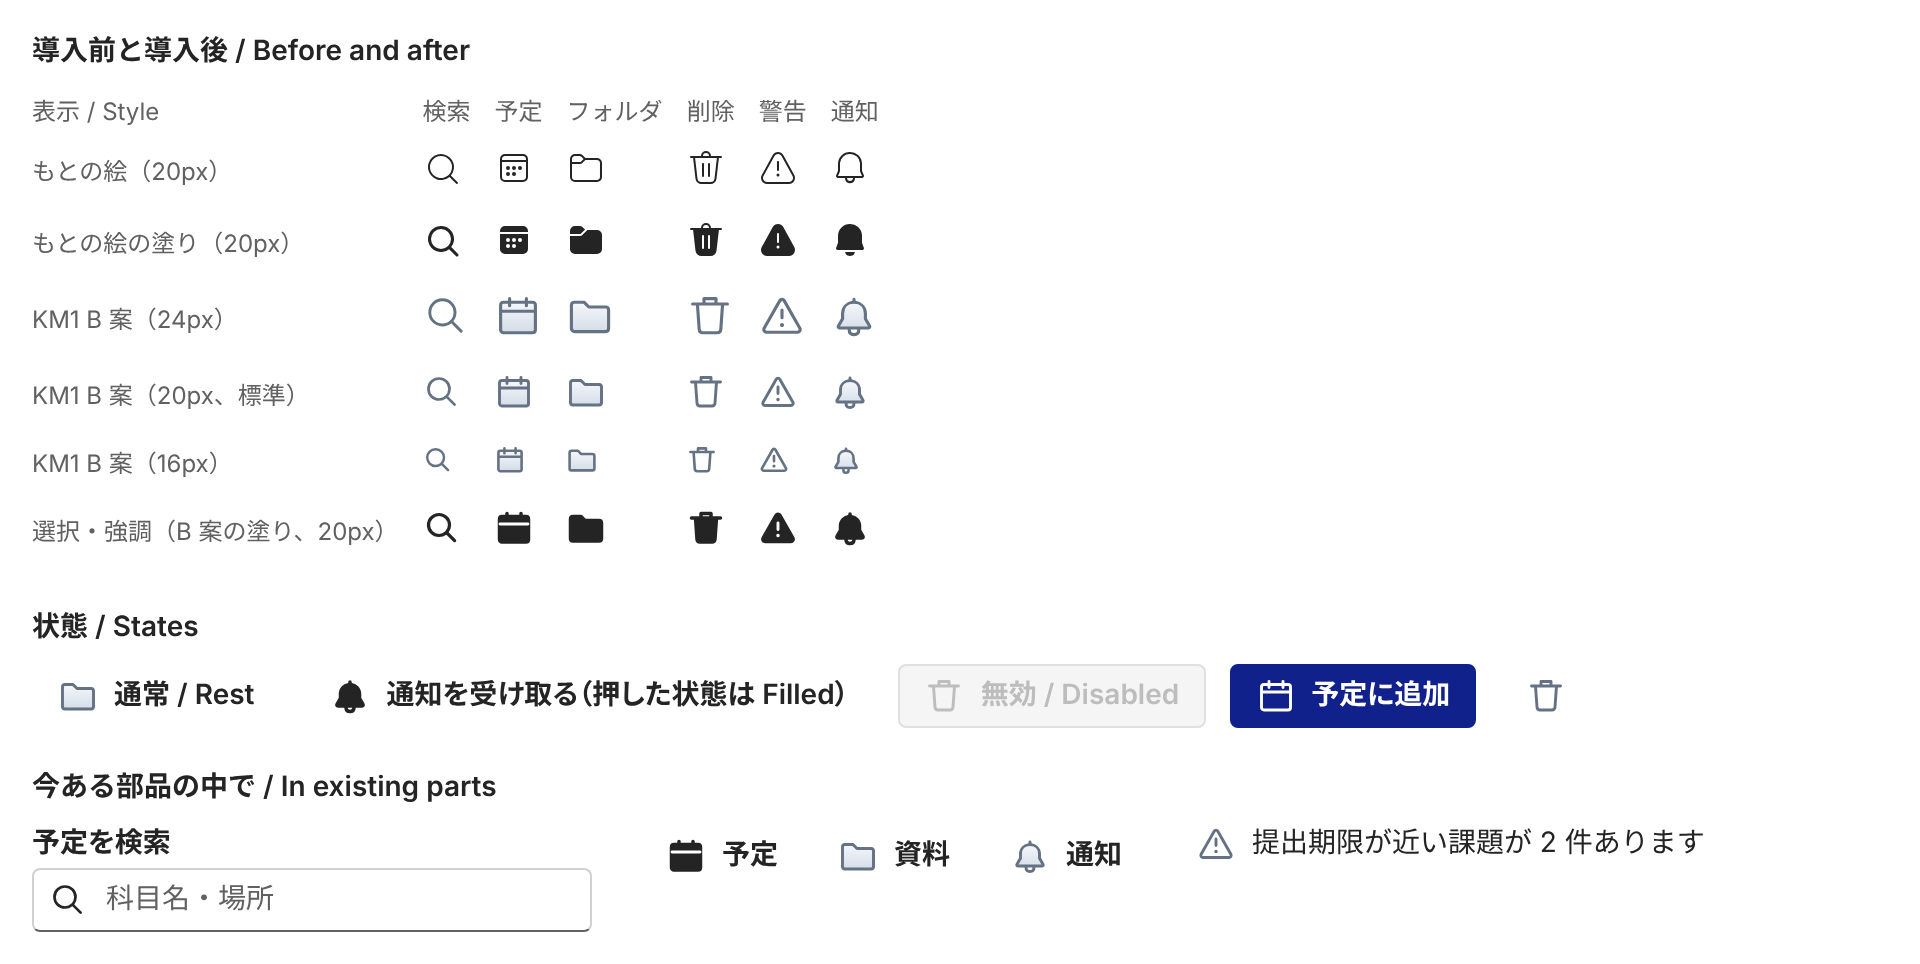 導入前と導入後 / Before and after
表示 / Style 検索 予定 フォルダ 削除 警告 通知
もとの絵（20px）
もとの絵の塗り（20px）
KM1 B 案（24px）
KM1 B 案（20px、標準）
KM1 B 案（16px）
選択・強調（B 案の塗り、20px）
状態 / States
通常 / Rest 通知を受け取る（押した状態は Filled） 無効 / Disabled 予定に追加
今ある部品の中で / In existing parts
予定を検索
科目名・場所
予定 資料 通知 提出期限が近い課題が 2 件あります